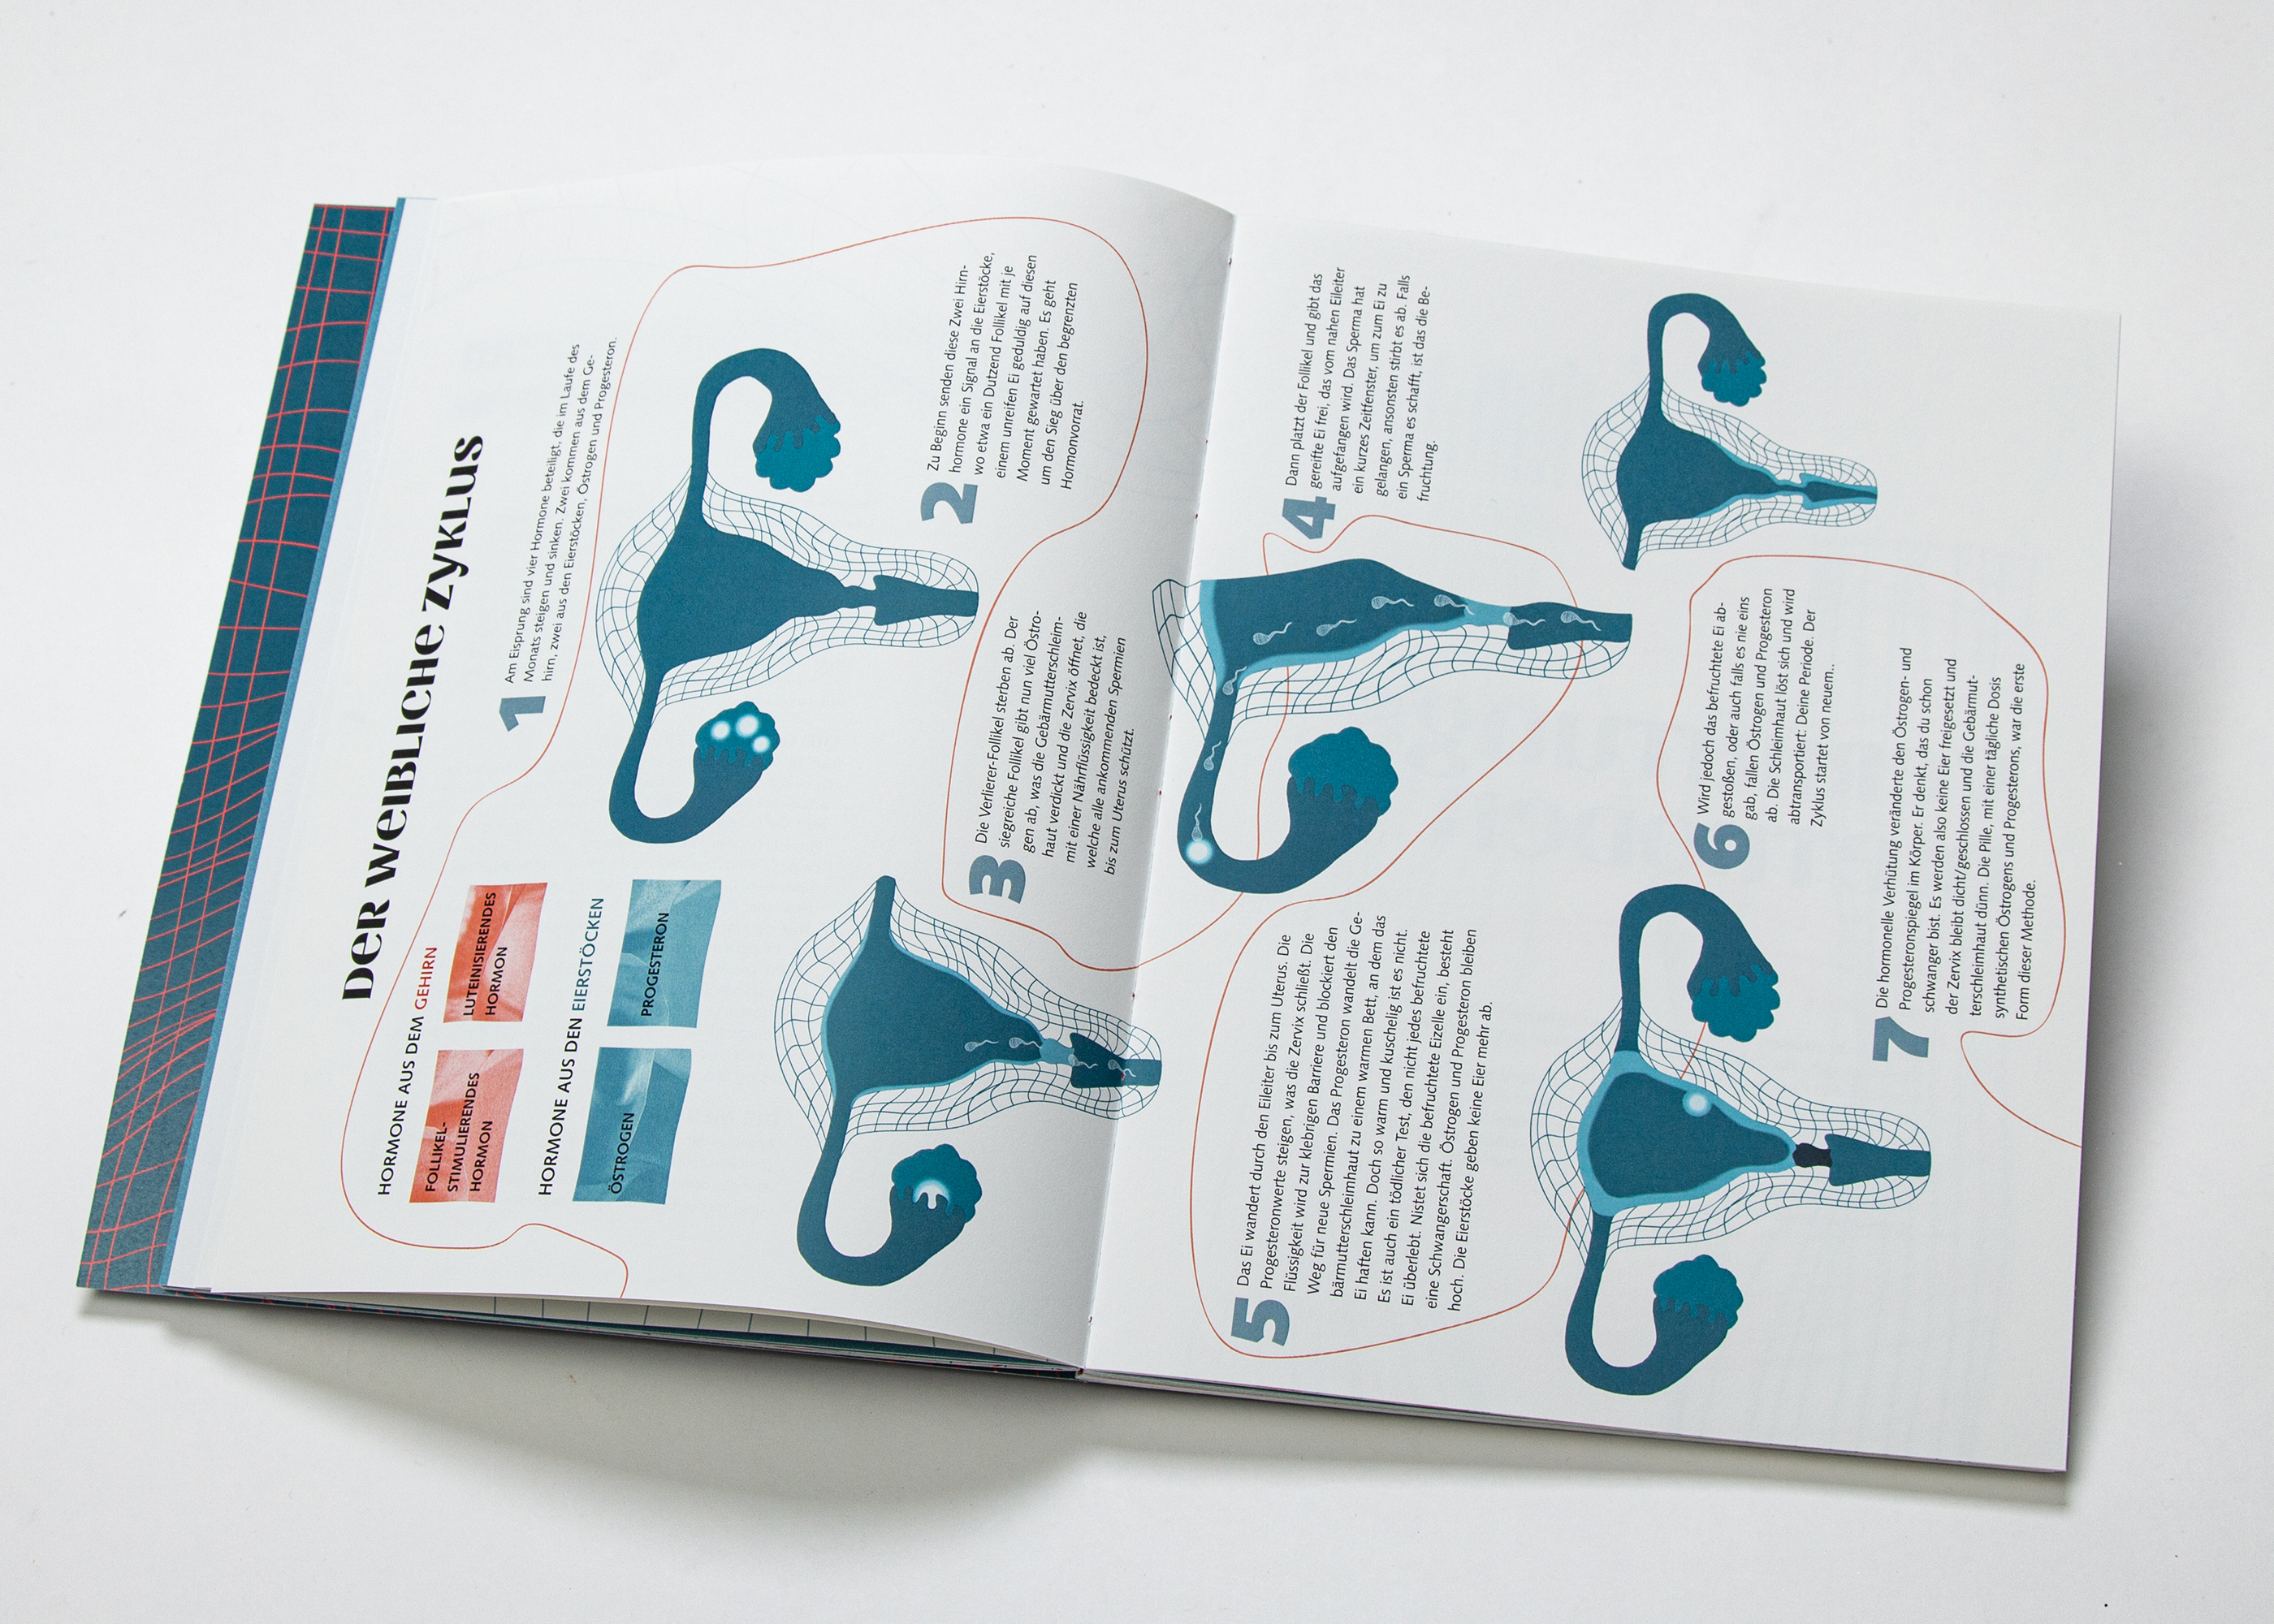 DER WEIBLICHE ZYKLUS
1
Am Eisprung sind vier Hormone beteiligt, die im Laufe des
Monats steigen und sinken. Zwei kommen aus dem Ge-
hirn, zwei aus den Eierstöcken, Östrogen und Progesteron.
HORMONE AUS DEM GEHIRN
FOLLIKEL-
STIMULIERENDES
HORMON
LUTEINISIERENDES
HORMON
HORMONE AUS DEN EIERSTÖCKEN
ÖSTROGEN
PROGESTERON
2
Zu Beginn senden diese Zwei Hirn-
hormone ein Signal an die Eierstöcke,
wo etwa ein Dutzend Follikel mit je
einem unreifen Ei geduldig auf diesen
Moment gewartet haben. Es geht
um den Sieg über den begrenzten
Hormonvorrat.
3
Die Verlierer-Follikel sterben ab. Der
siegreiche Follikel gibt nun viel Östro-
gen ab, was die Gebärmutterschleim-
haut verdickt und die Zervix öffnet, die
mit einer Nährflüssigkeit bedeckt ist,
welche alle ankommenden Spermien
bis zum Uterus schützt.
4
Dann platzt der Follikel und gibt das
gereifte Ei frei, das vom nahen Eileiter
aufgefangen wird. Das Sperma hat
ein kurzes Zeitfenster, um zum Ei zu
gelangen, ansonsten stirbt es ab. Falls
ein Sperma es schafft, ist das die Be-
fruchtung.
5
Das Ei wandert durch den Eileiter bis zum Uterus. Die
Progesteronwerte steigen, was die Zervix schließt. Die
Flüssigkeit wird zur klebrigen Barriere und blockiert den
Weg für neue Spermien. Das Progesteron wandelt die Ge-
bärmutterschleimhaut zu einem warmen Bett, an dem das
Ei haften kann. Doch so warm und kuschelig ist es nicht.
Es ist auch ein tödlicher Test, den nicht jedes befruchtete
Ei überlebt. Nistet sich die befruchtete Eizelle ein, besteht
eine Schwangerschaft. Östrogen und Progesteron bleiben
hoch. Die Eierstöcke geben keine Eier mehr ab.
6
Wird jedoch das befruchtete Ei ab-
gestoßen, oder auch falls es nie eins
gab, fallen Östrogen und Progesteron
ab. Die Schleimhaut löst sich und wird
abtransportiert: Deine Periode. Der
Zyklus startet von neuem..
7
Die hormonelle Verhütung veränderte den Östrogen- und
Progesteronspiegel im Körper. Er denkt, das du schon
schwanger bist. Es werden also keine Eier freigesetzt und
der Zervix bleibt dicht/geschlossen und die Gebärmut-
terschleimhaut dünn. Die Pille, mit einer tägliche Dosis
synthetischen Östrogens und Progesterons, war die erste
Form dieser Methode.